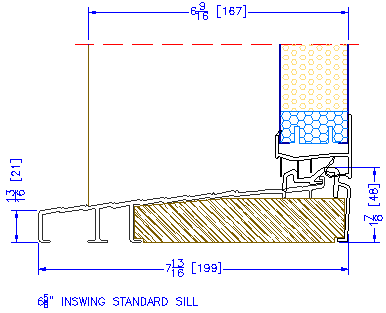 6 9/16 [167]
13/16 [21]
1 7/8 [48]
7 13/16 [199]
6 5/8" INSWING STANDARD SILL